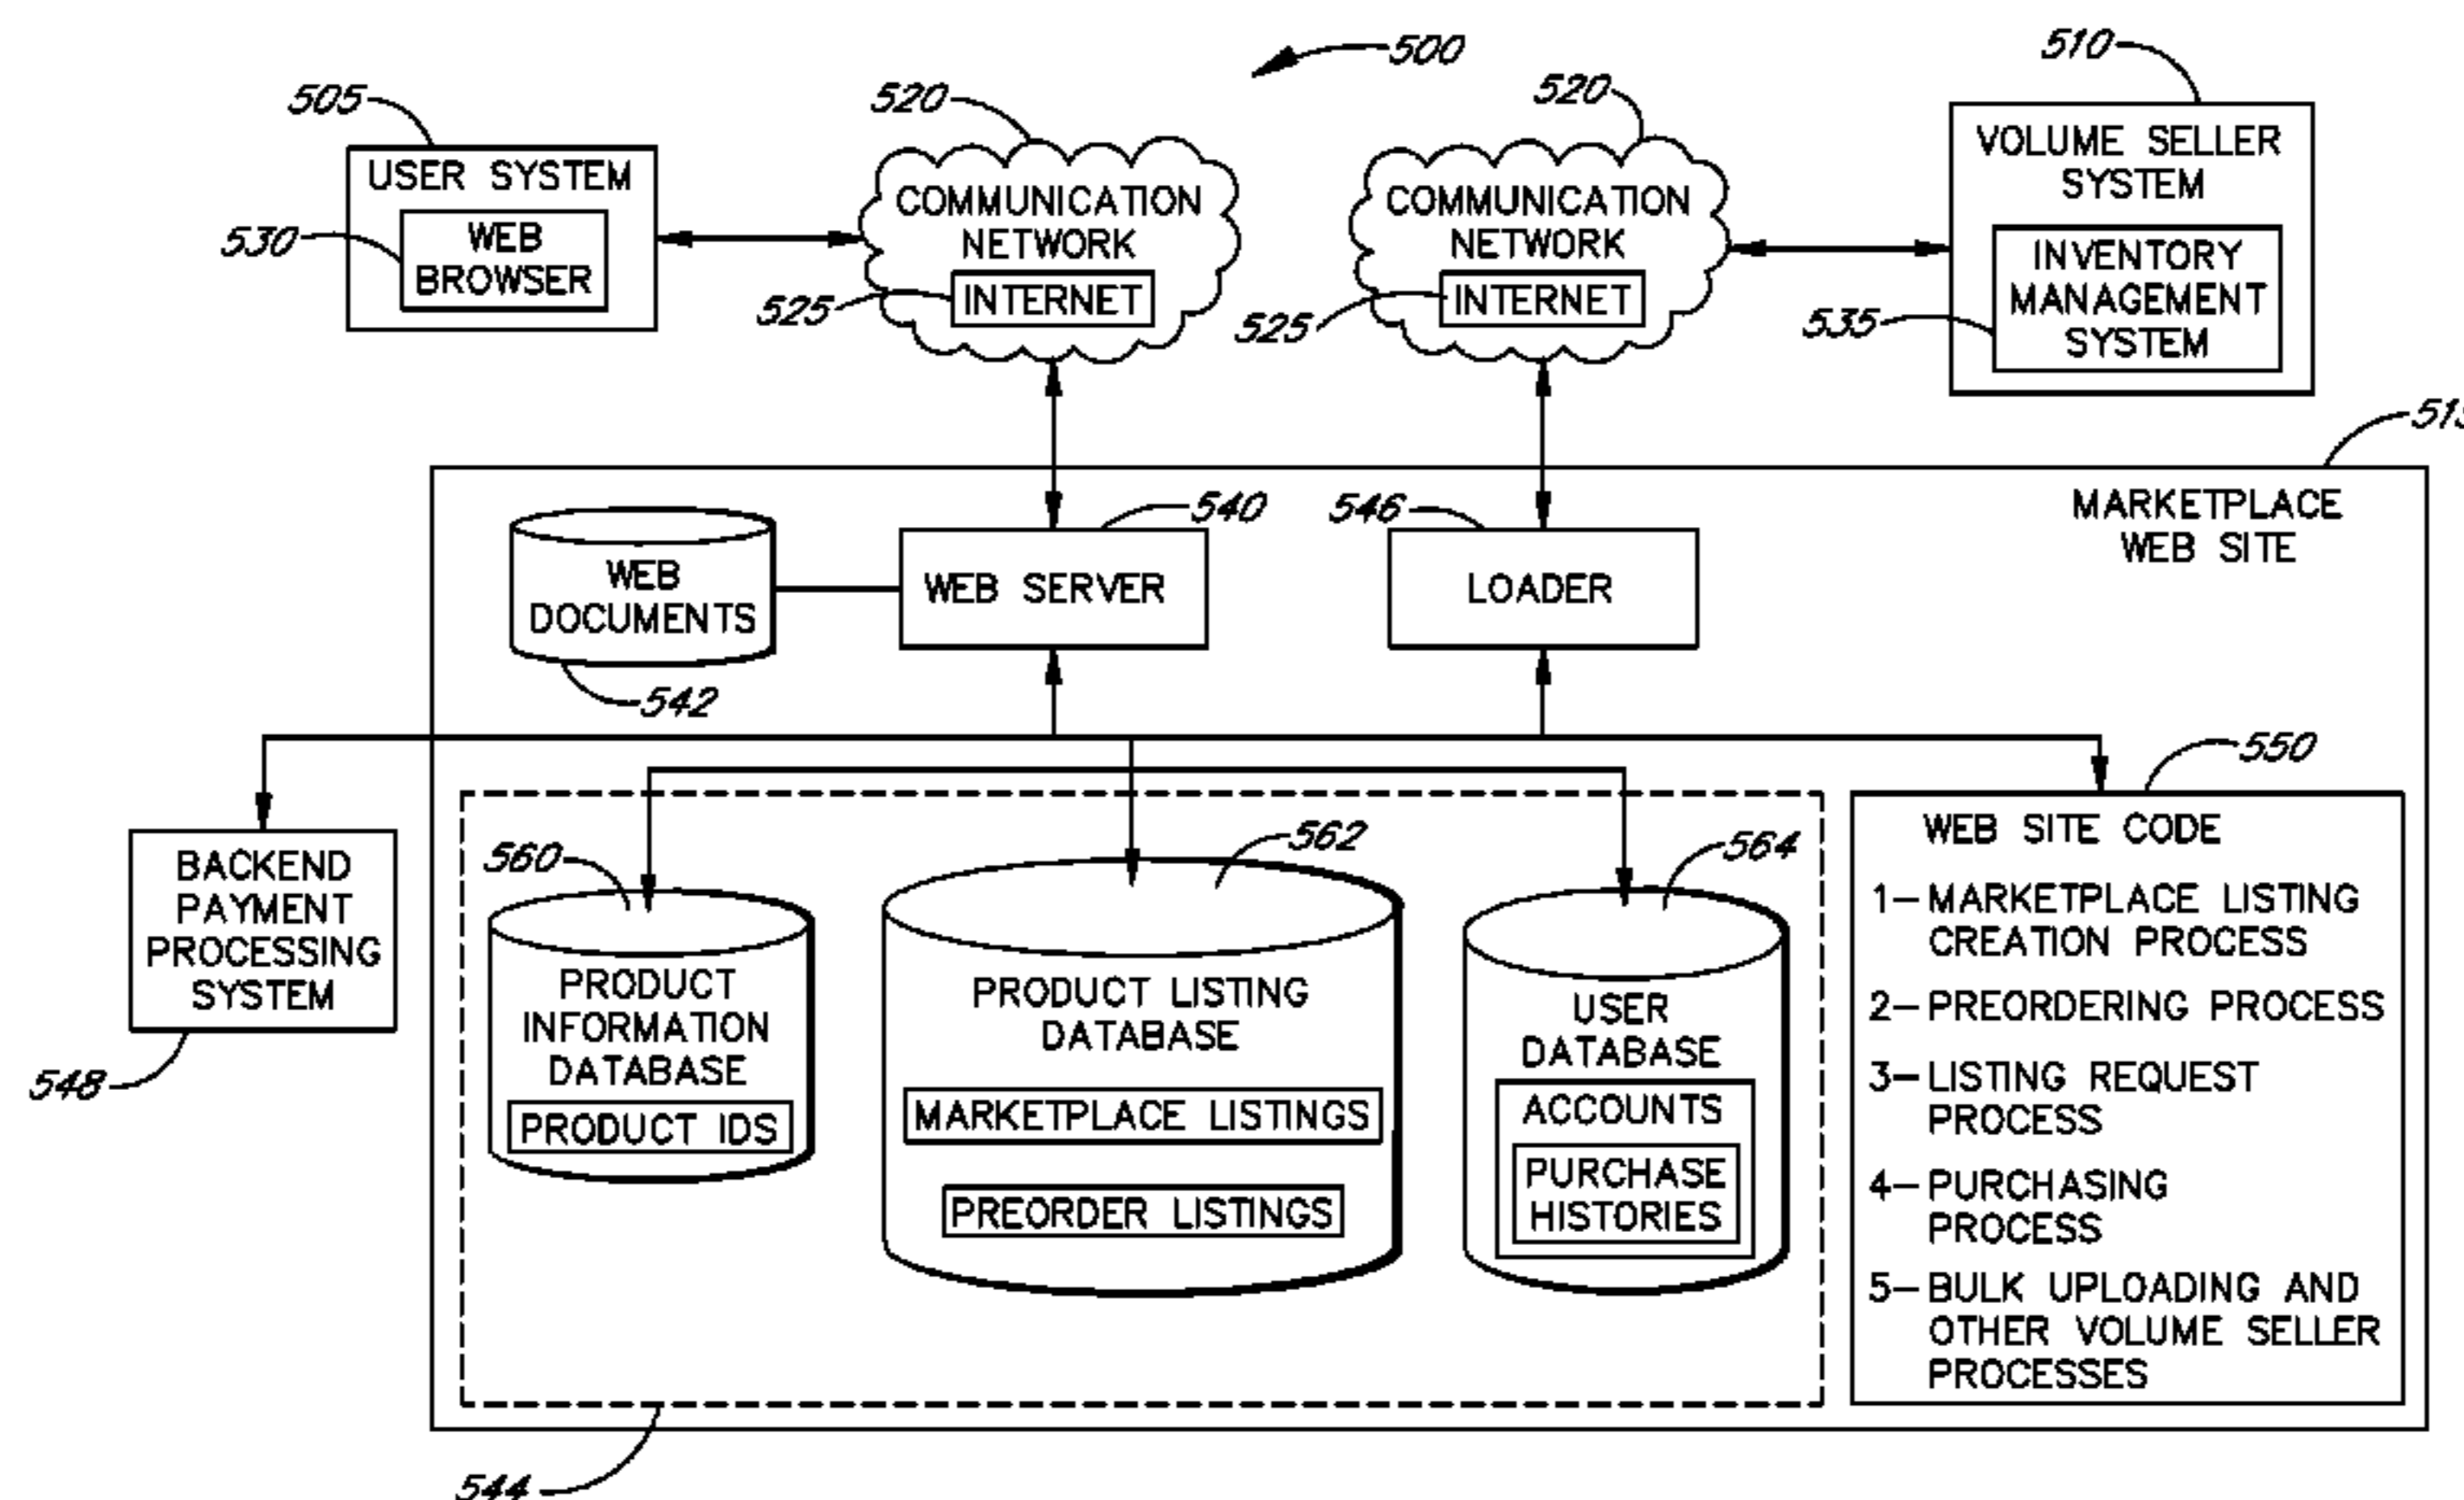 500
505
USER SYSTEM
530
WEB
BROWSER
520
COMMUNICATION
NETWORK
525
INTERNET
520
COMMUNICATION
NETWORK
525
INTERNET
510
VOLUME SELLER
SYSTEM
535
INVENTORY
MANAGEMENT
SYSTEM
MARKETPLACE
WEB SITE
WEB
DOCUMENTS
542
540
WEB SERVER
546
LOADER
548
BACKEND
PAYMENT
PROCESSING
SYSTEM
560
PRODUCT
INFORMATION
DATABASE
PRODUCT IDS
562
PRODUCT LISTING
DATABASE
MARKETPLACE LISTINGS
PREORDER LISTINGS
564
USER
DATABASE
ACCOUNTS
PURCHASE
HISTORIES
550
WEB SITE CODE
1– MARKETPLACE LISTING
CREATION PROCESS
2– PREORDERING PROCESS
3– LISTING REQUEST
PROCESS
4– PURCHASING
PROCESS
5– BULK UPLOADING AND
OTHER VOLUME SELLER
PROCESSES
544